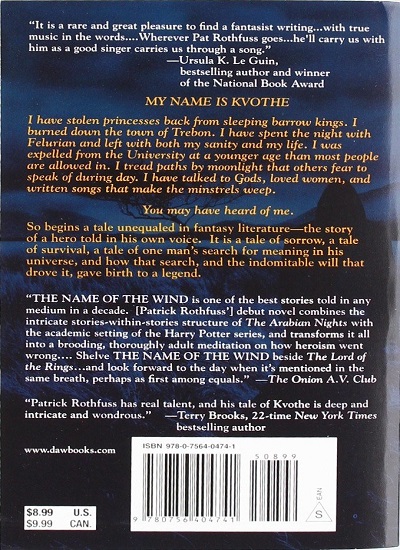 "It is a rare and great pleasure to find a fantasist writing...with true
music in the words....Wherever Pat Rothfuss goes...he'll carry us with
him as a good singer carries us through a song."
—Ursula K. Le Guin,
bestselling author and winner
of the National Book Award
MY NAME IS KVOTHE
I have stolen princesses back from sleeping barrow kings. I
burned down the town of Trebon. I have spent the night with
Felurian and left with both my sanity and my life. I was
expelled from the University at a younger age than most people
are allowed in. I tread paths by moonlight that others fear to
speak of during day. I have talked to Gods, loved women, and
written songs that make the minstrels weep.
You may have heard of me.
So begins a tale unequaled in fantasy literature—the story
of a hero told in his own voice. It is a tale of sorrow, a tale
of survival, a tale of one man's search for meaning in his
universe, and how that search, and the indomitable will that
drove it, gave birth to a legend.
"THE NAME OF THE WIND is one of the best stories told in any
medium in a decade. [Patrick Rothfuss'] debut novel combines the
intricate stories-within-stories structure of The Arabian Nights with
the academic setting of the Harry Potter series, and transforms it all
into a brooding, thoroughly adult meditation on how heroism went
wrong.... Shelve THE NAME OF THE WIND beside The Lord of
the Rings...and look forward to the day when it's mentioned in the
same breath, perhaps as first among equals." —The Onion A.V. Club
"Patrick Rothfuss has real talent, and his tale of Kvothe is deep and
intricate and wondrous." —Terry Brooks, 22-time New York Times
bestselling author
www.dawbooks.com
ISBN 978-0-7564-0474-1
50899
EAN
S
9 780756 404741
$8.99 U.S.
$9.99 CAN.